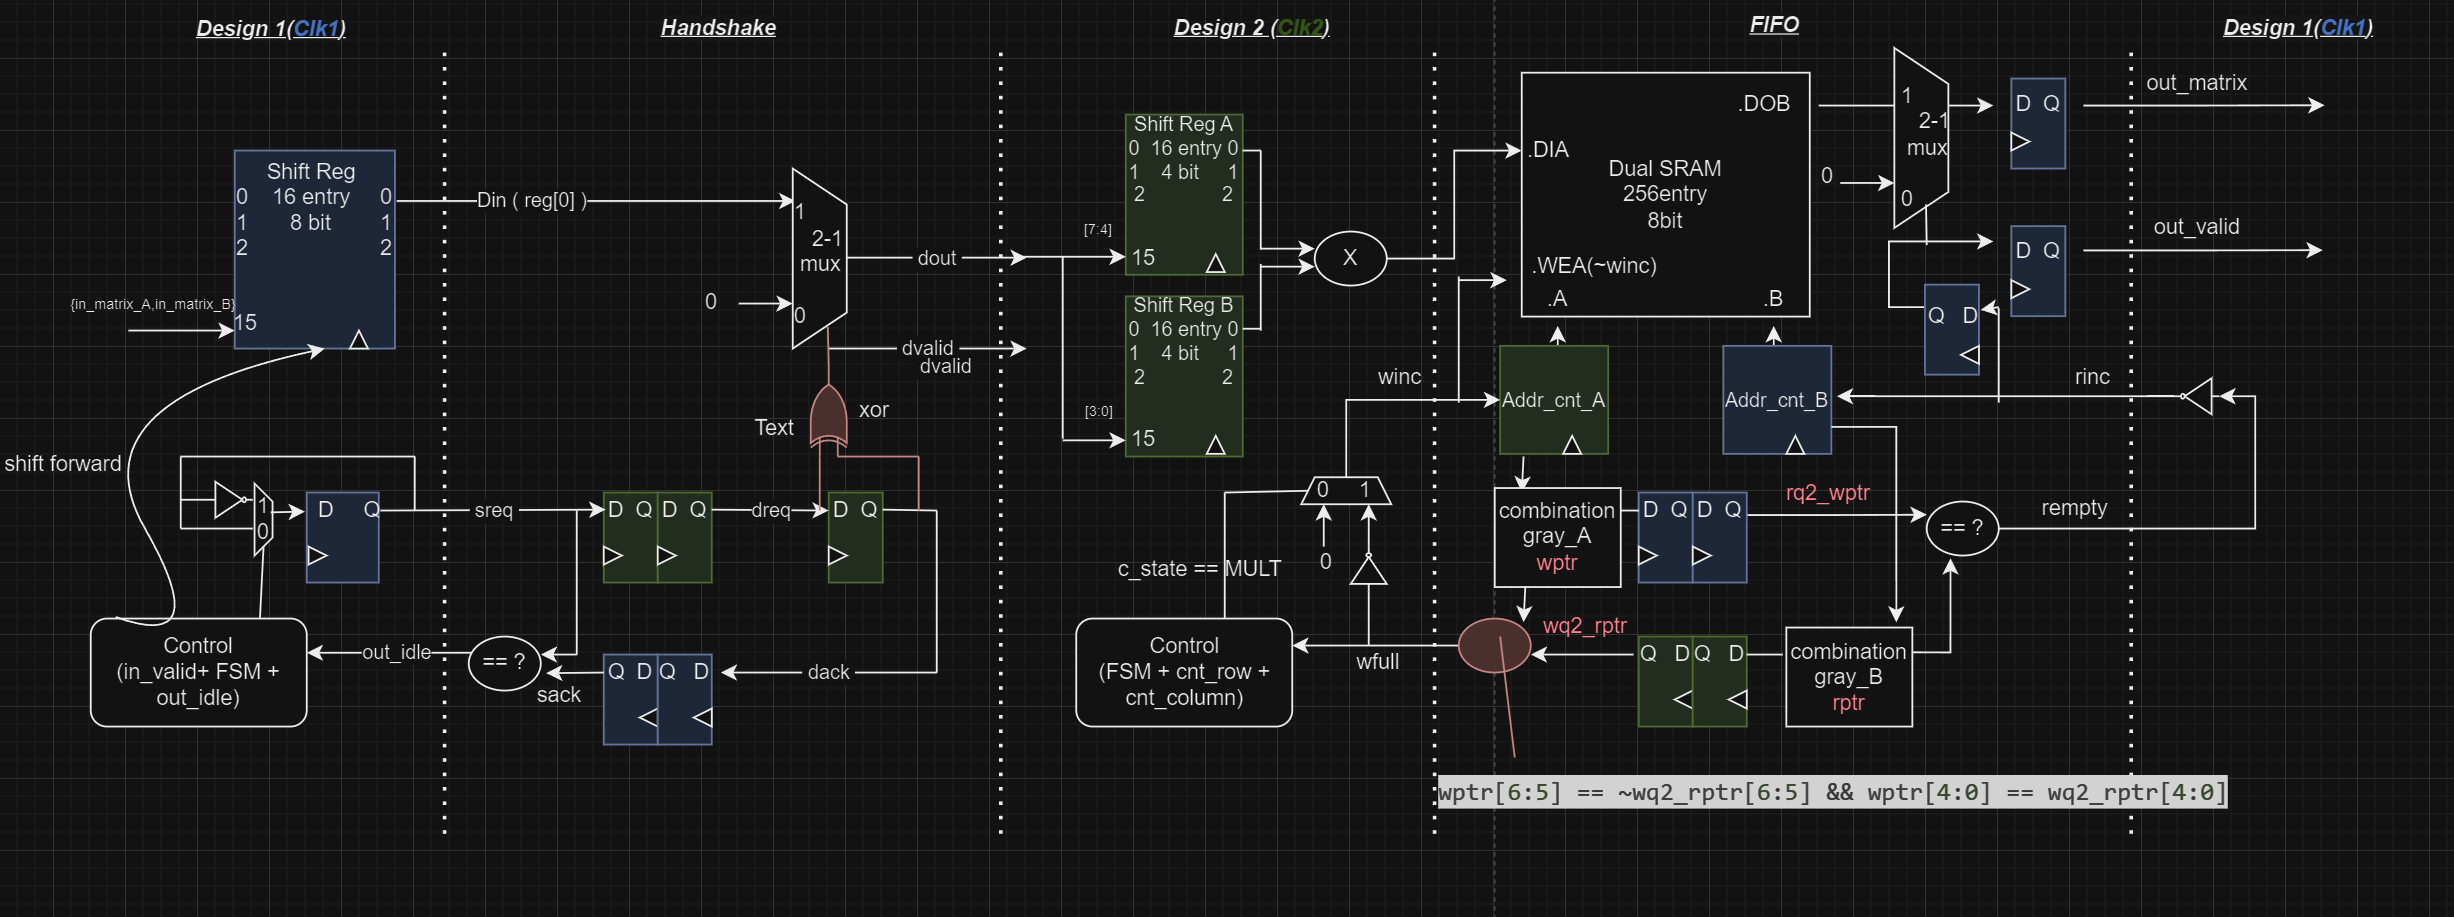 Design 1(Clk1)
Handshake
Design 2 (Clk2)
FIFO
Design 1(Clk1)
Shift Reg
0 16 entry 0
1 8 bit 1
2 2
{in_matrix_A,in_matrix_B}
15
shift forward
1
0
D Q
Control
(in_valid+ FSM +
out_idle)
Din ( reg[0] )
1
2-1
mux
0
0
dout
dvalid
dvalid
xor
Text
sreq
D Q D Q
dreq
D Q
out_idle
== ?
sack
Q D Q D
dack
Shift Reg A
0 16 entry 0
1 4 bit 1
2 2
[7:4]
15
Shift Reg B
0 16 entry 0
1 4 bit 1
2 2
[3:0]
15
X
winc
0 1
0
c_state == MULT
Control
(FSM + cnt_row +
cnt_column)
wfull
.DOB
.DIA
Dual SRAM
256entry
8bit
.WEA(~winc)
.A .B
1
2-1
mux
0
0
D Q
out_matrix
D Q
out_valid
Q D
Addr_cnt_A
Addr_cnt_B
rinc
combination
gray_A
wptr
D Q D Q
rq2_wptr
== ?
rempty
wq2_rptr
Q D Q D
combination
gray_B
rptr
wptr[6:5] == ~wq2_rptr[6:5] && wptr[4:0] == wq2_rptr[4:0]